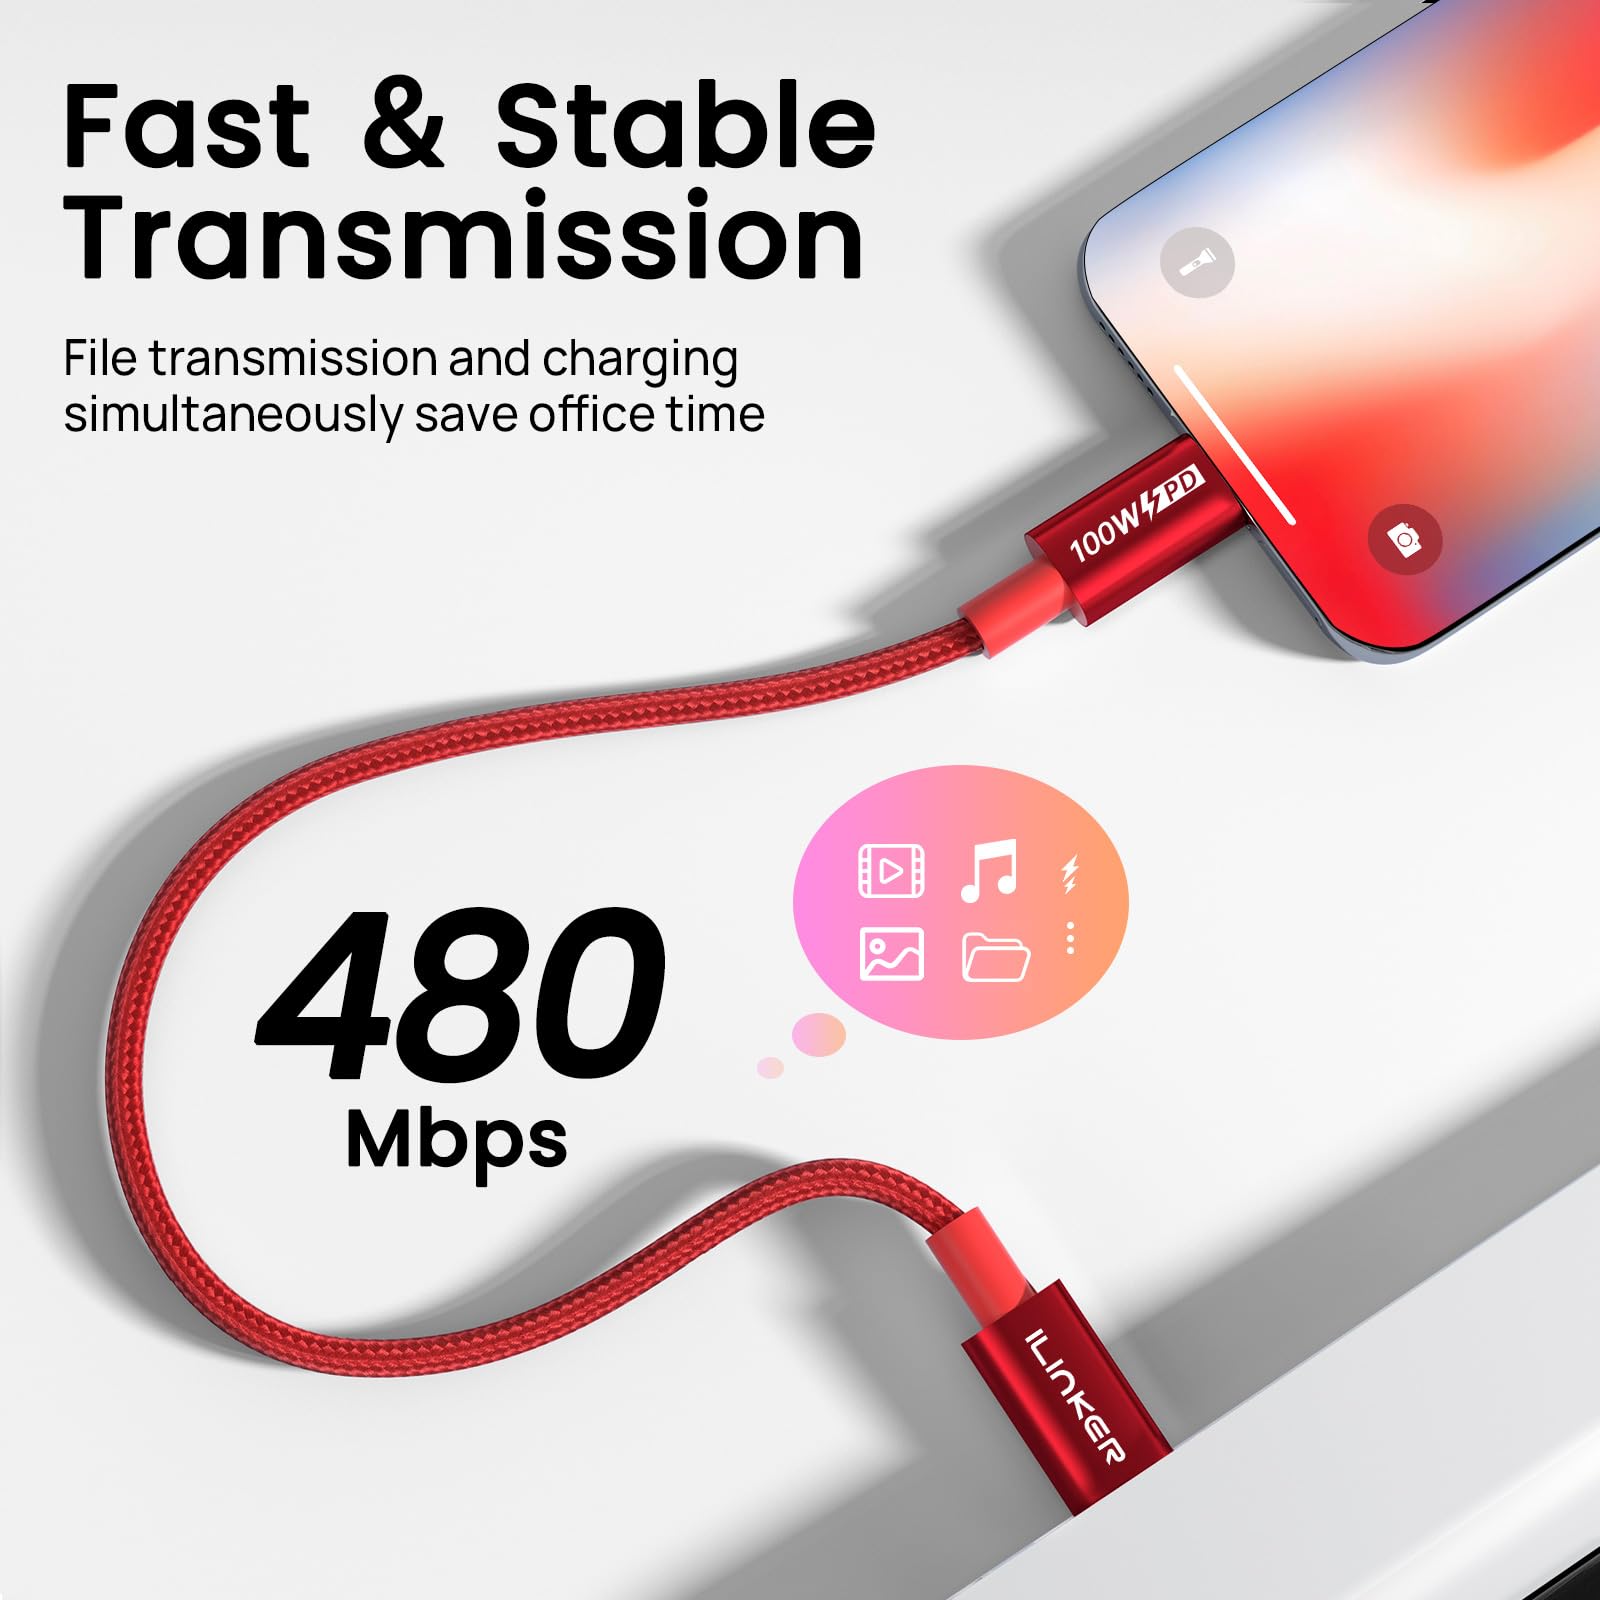 Fast & Stable
Transmission
File transmission and charging
simultaneously save office time
100W PD
480
Mbps
ILINKER